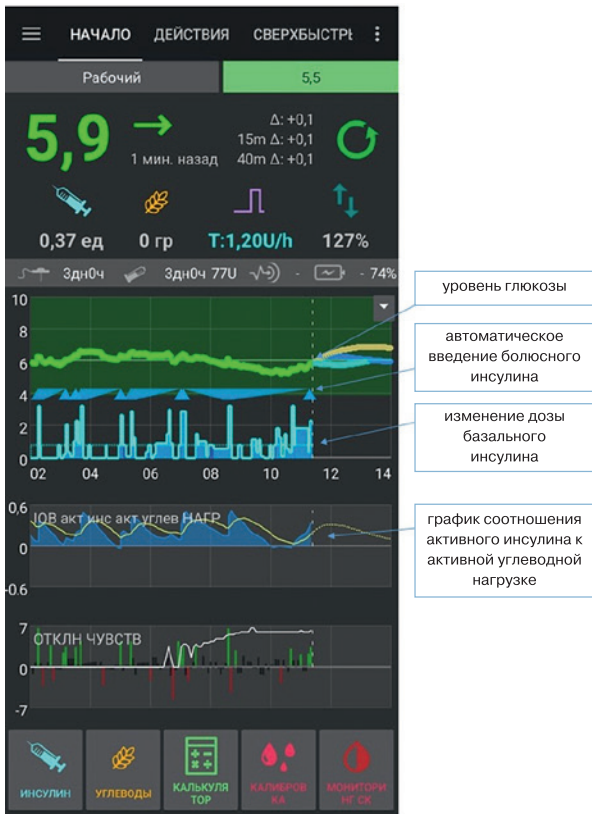 НАЧАЛО ДЕЙСТВИЯ СВЕРХБЫСТРЬ
Рабочий 5,5
5,9
1 мин. назад
Δ: +0,1
15m Δ: +0,1
40m Δ: +0,1
0,37 ед 0 гр T:1,20U/h 127%
3дн0ч 3дн0ч 77U - - 74%
10
8
6
4
2
0
02 04 06 08 10 12 14
уровень глюкозы
автоматическое
введение болюсного
инсулина
изменение дозы
базального
инсулина
0.6
IOB акт инс акт углев НАГР
0
-0.6
график соотношения
активного инсулина к
активной углеводной
нагрузке
7
ОТКЛН ЧУВСТВ
0
-7
ИНСУЛИН
УГЛЕВОДЫ
КАЛЬКУЛЯ
ТОР
КАЛИБРОВ
КА
МОНИТОРИ
НГ СК